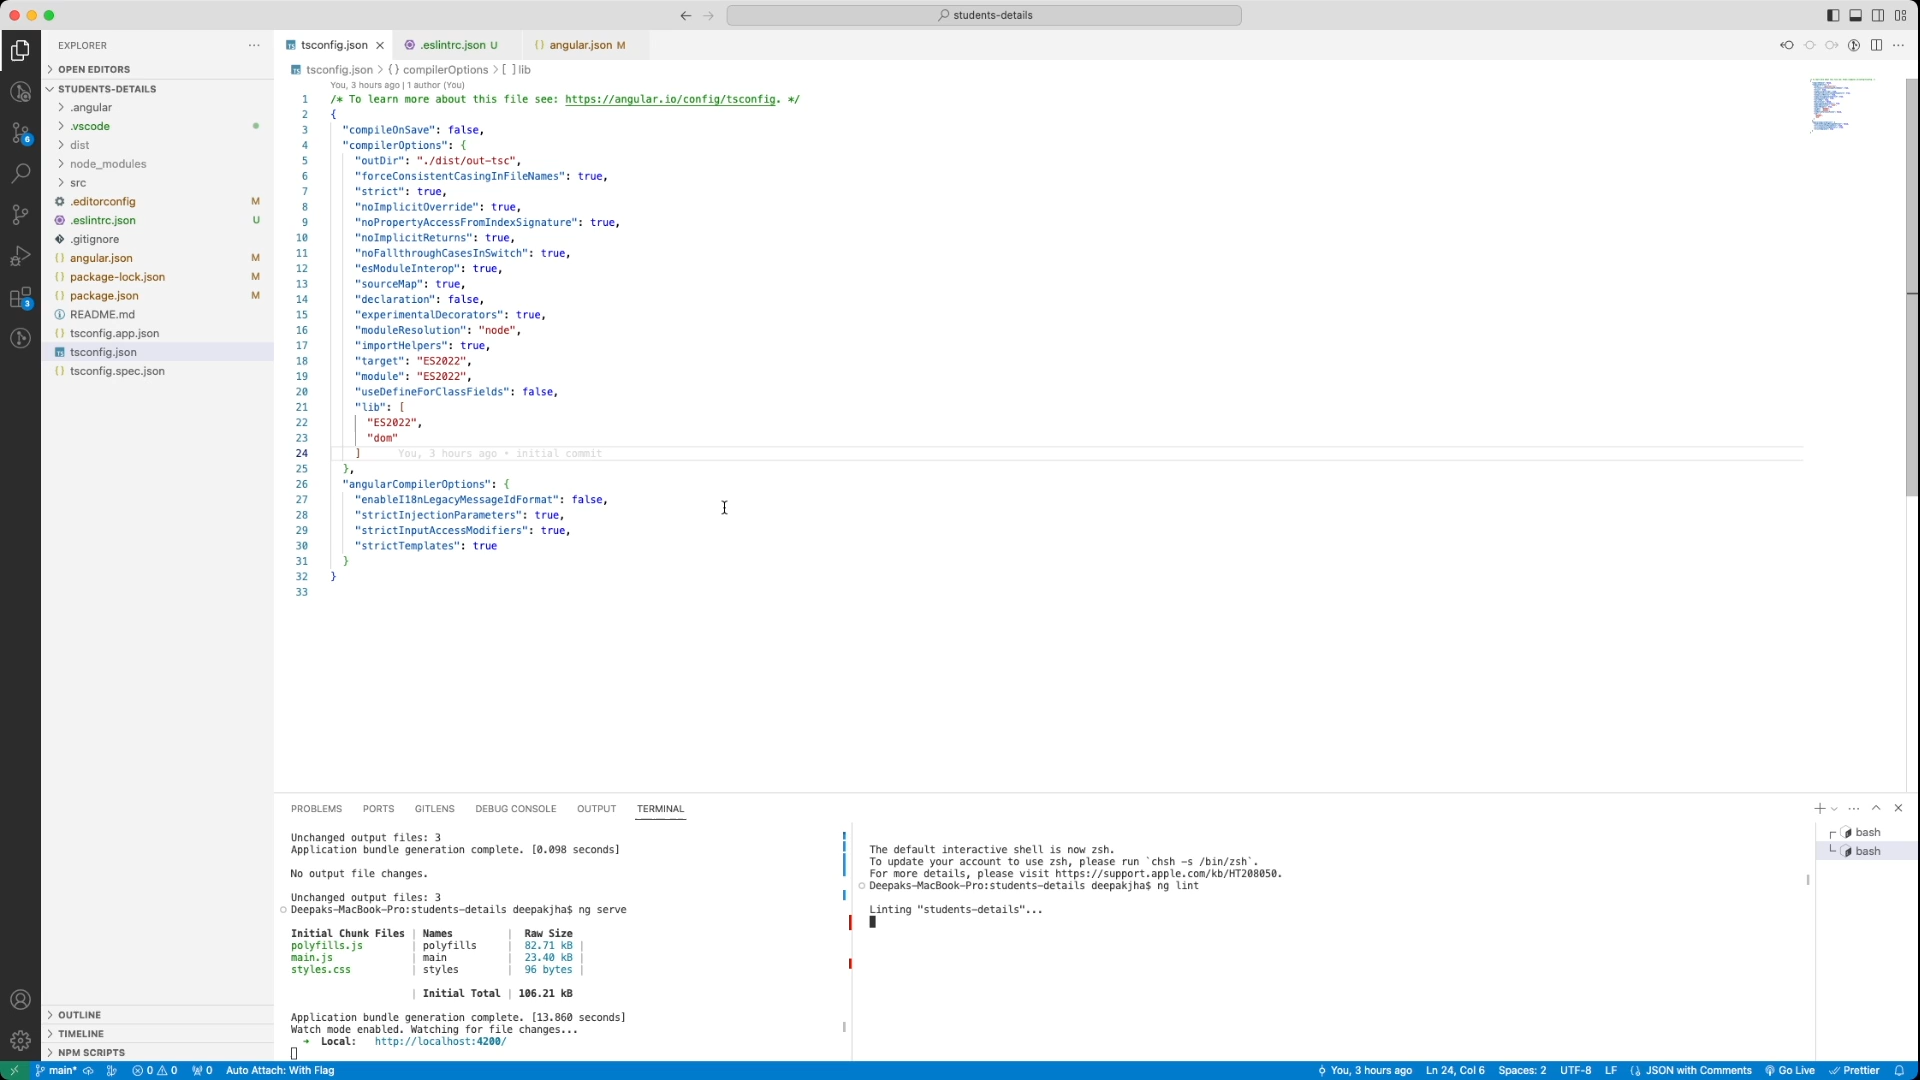 students-details
EXPLORER
OPEN EDITORS
STUDENTS-DETAILS
.angular
.vscode
dist
node_modules
src
.editorconfig M
.eslintrc.json U
.gitignore
angular.json M
package-lock.json M
package.json M
README.md
tsconfig.app.json
tsconfig.json
tsconfig.spec.json
OUTLINE
TIMELINE
NPM SCRIPTS
6
3
tsconfig.json
.eslintrc.json U
angular.json M
tsconfig.json > {} compilerOptions > [ ] lib
You, 3 hours ago | 1 author (You)
1 /* To learn more about this file see: https://angular.io/config/tsconfig. */
2 {
3 "compileOnSave": false,
4 "compilerOptions": {
5 "outDir": "./dist/out-tsc",
6 "forceConsistentCasingInFileNames": true,
7 "strict": true,
8 "noImplicitOverride": true,
9 "noPropertyAccessFromIndexSignature": true,
10 "noImplicitReturns": true,
11 "noFallthroughCasesInSwitch": true,
12 "esModuleInterop": true,
13 "sourceMap": true,
14 "declaration": false,
15 "experimentalDecorators": true,
16 "moduleResolution": "node",
17 "importHelpers": true,
18 "target": "ES2022",
19 "module": "ES2022",
20 "useDefineForClassFields": false,
21 "lib": [
22 "ES2022",
23 "dom"
24 ] You, 3 hours ago • initial commit
25 },
26 "angularCompilerOptions": {
27 "enableI18nLegacyMessageIdFormat": false,
28 "strictInjectionParameters": true,
29 "strictInputAccessModifiers": true,
30 "strictTemplates": true
31 }
32 }
33
PROBLEMS PORTS GITLENS DEBUG CONSOLE OUTPUT TERMINAL
Unchanged output files: 3
Application bundle generation complete. [0.098 seconds]
No output file changes.
Unchanged output files: 3
Deepaks-MacBook-Pro:students-details deepakjha$ ng serve
Initial Chunk Files | Names | Raw Size
polyfills.js | polyfills | 82.71 kB |
main.js | main | 23.40 kB |
styles.css | styles | 96 bytes |
| Initial Total | 106.21 kB
Application bundle generation complete. [13.860 seconds]
Watch mode enabled. Watching for file changes...
➜ Local: http://localhost:4200/
The default interactive shell is now zsh.
To update your account to use zsh, please run `chsh -s /bin/zsh`.
For more details, please visit https://support.apple.com/kb/HT208050.
Deepaks-MacBook-Pro:students-details deepakjha$ ng lint
Linting "students-details"...
bash
bash
main* 0 0 0 Auto Attach: With Flag You, 3 hours ago Ln 24, Col 6 Spaces: 2 UTF-8 LF {} JSON with Comments Go Live Prettier